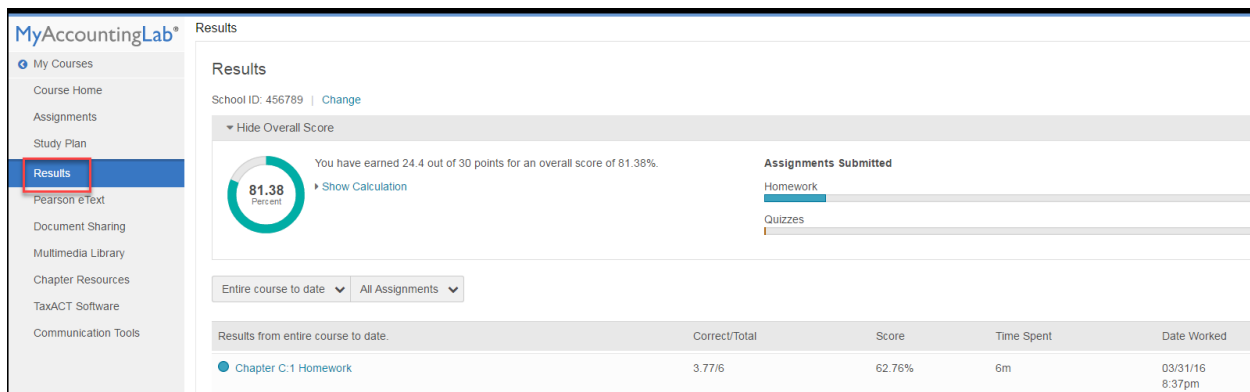 MyAccountingLab®
My Courses
Course Home
Assignments
Study Plan
Results
Pearson eText
Document Sharing
Multimedia Library
Chapter Resources
TaxACT Software
Communication Tools
Results
Results
School ID: 456789 | Change
Hide Overall Score
81.38
Percent
You have earned 24.4 out of 30 points for an overall score of 81.38%.
Show Calculation
Assignments Submitted
Homework
Quizzes
Entire course to date All Assignments
Results from entire course to date. Correct/Total Score Time Spent Date Worked
Chapter C:1 Homework 3.77/6 62.76% 6m 03/31/16
8:37pm